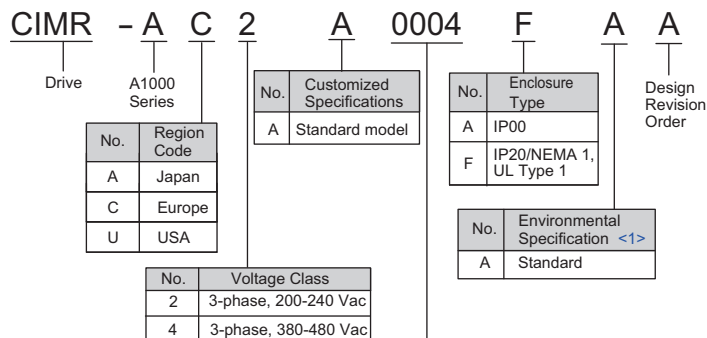 CIMR - A C 2 A 0004 F A A
Drive
A1000
Series
No. Region
Code
A Japan
C Europe
U USA
No. Voltage Class
2 3-phase, 200-240 Vac
4 3-phase, 380-480 Vac
No. Customized
Specifications
A Standard model
No. Enclosure
Type
A IP00
F IP20/NEMA 1,
UL Type 1
No. Environmental
Specification <1>
A Standard
Design
Revision
Order